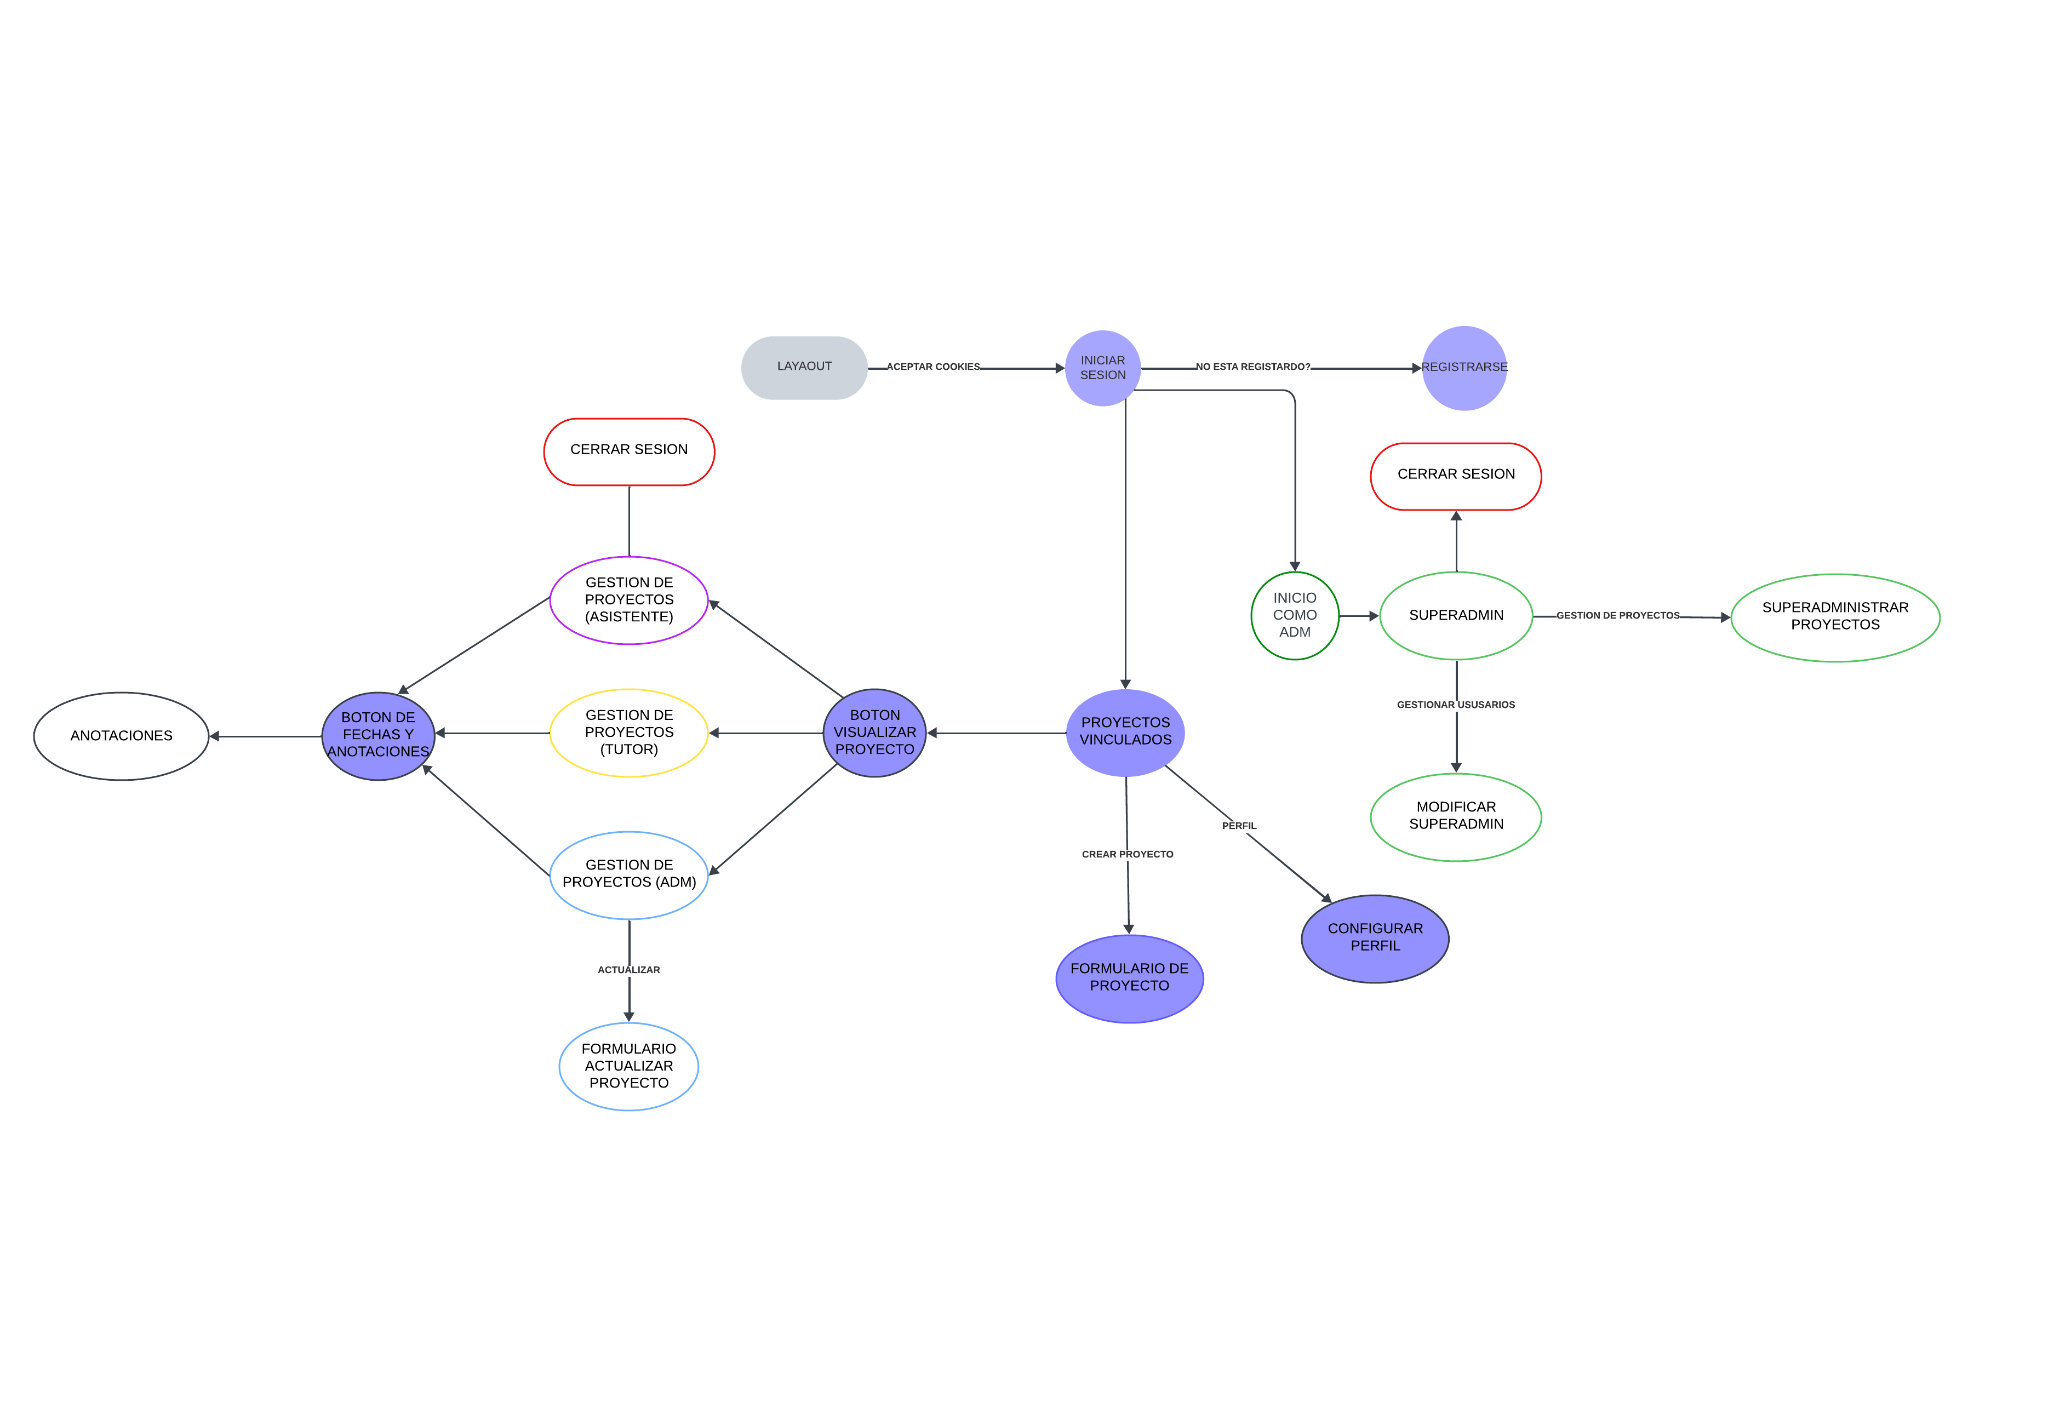 LAYAOUT
ACEPTAR COOKIES
INICIAR
SESION
NO ESTA REGISTARDO?
REGISTRARSE
CERRAR SESION
CERRAR SESION
GESTION DE
PROYECTOS
(ASISTENTE)
INICIO
COMO
ADM
SUPERADMIN
GESTION DE PROYECTOS
SUPERADMINISTRAR
PROYECTOS
ANOTACIONES
BOTON DE
FECHAS Y
ANOTACIONES
GESTION DE
PROYECTOS
(TUTOR)
BOTON
VISUALIZAR
PROYECTO
PROYECTOS
VINCULADOS
GESTIONAR USUSARIOS
MODIFICAR
SUPERADMIN
PERFIL
CREAR PROYECTO
GESTION DE
PROYECTOS (ADM)
CONFIGURAR
PERFIL
ACTUALIZAR
FORMULARIO DE
PROYECTO
FORMULARIO
ACTUALIZAR
PROYECTO